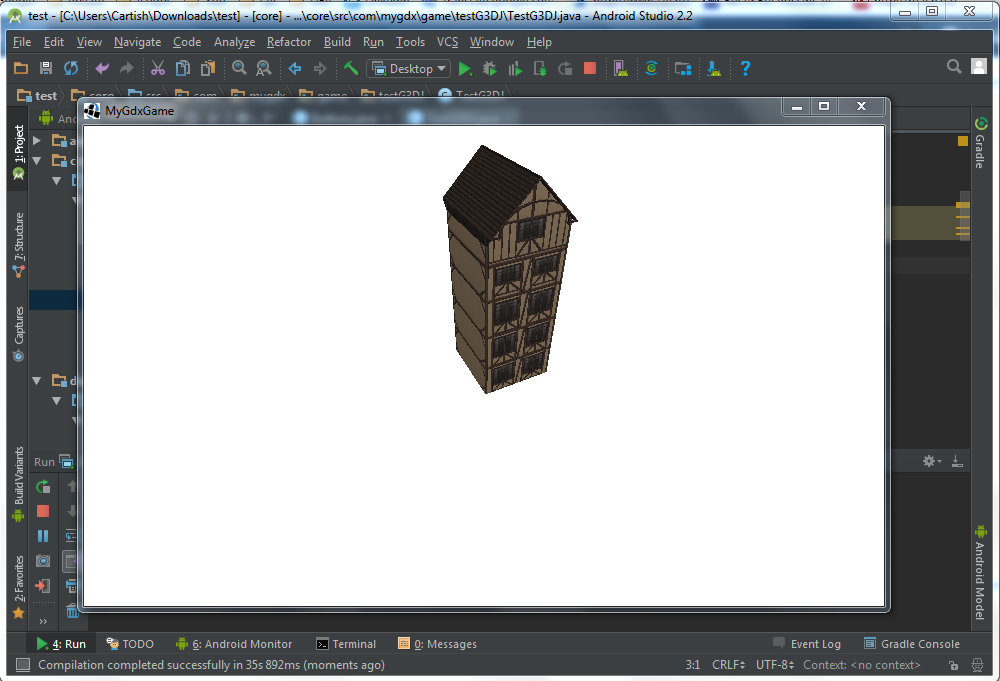 test - [C:\Users\Cartish\Downloads\test] - [core] - ...\core\src\com\mygdx\game\testG3DJ\TestG3DJ.java - Android Studio 2.2
File Edit View Navigate Code Analyze Refactor Build Run Tools VCS Window Help
Desktop
test core src com mygdx game testG3DJ TestG3DJ
MyGdxGame
1: Project
7: Structure
Captures
Build Variants
2: Favorites
Gradle
Android Model
Run
4: Run TODO 6: Android Monitor Terminal 0: Messages Event Log Gradle Console
Compilation completed successfully in 35s 892ms (moments ago) 3:1 CRLF UTF-8 Context: <no context>